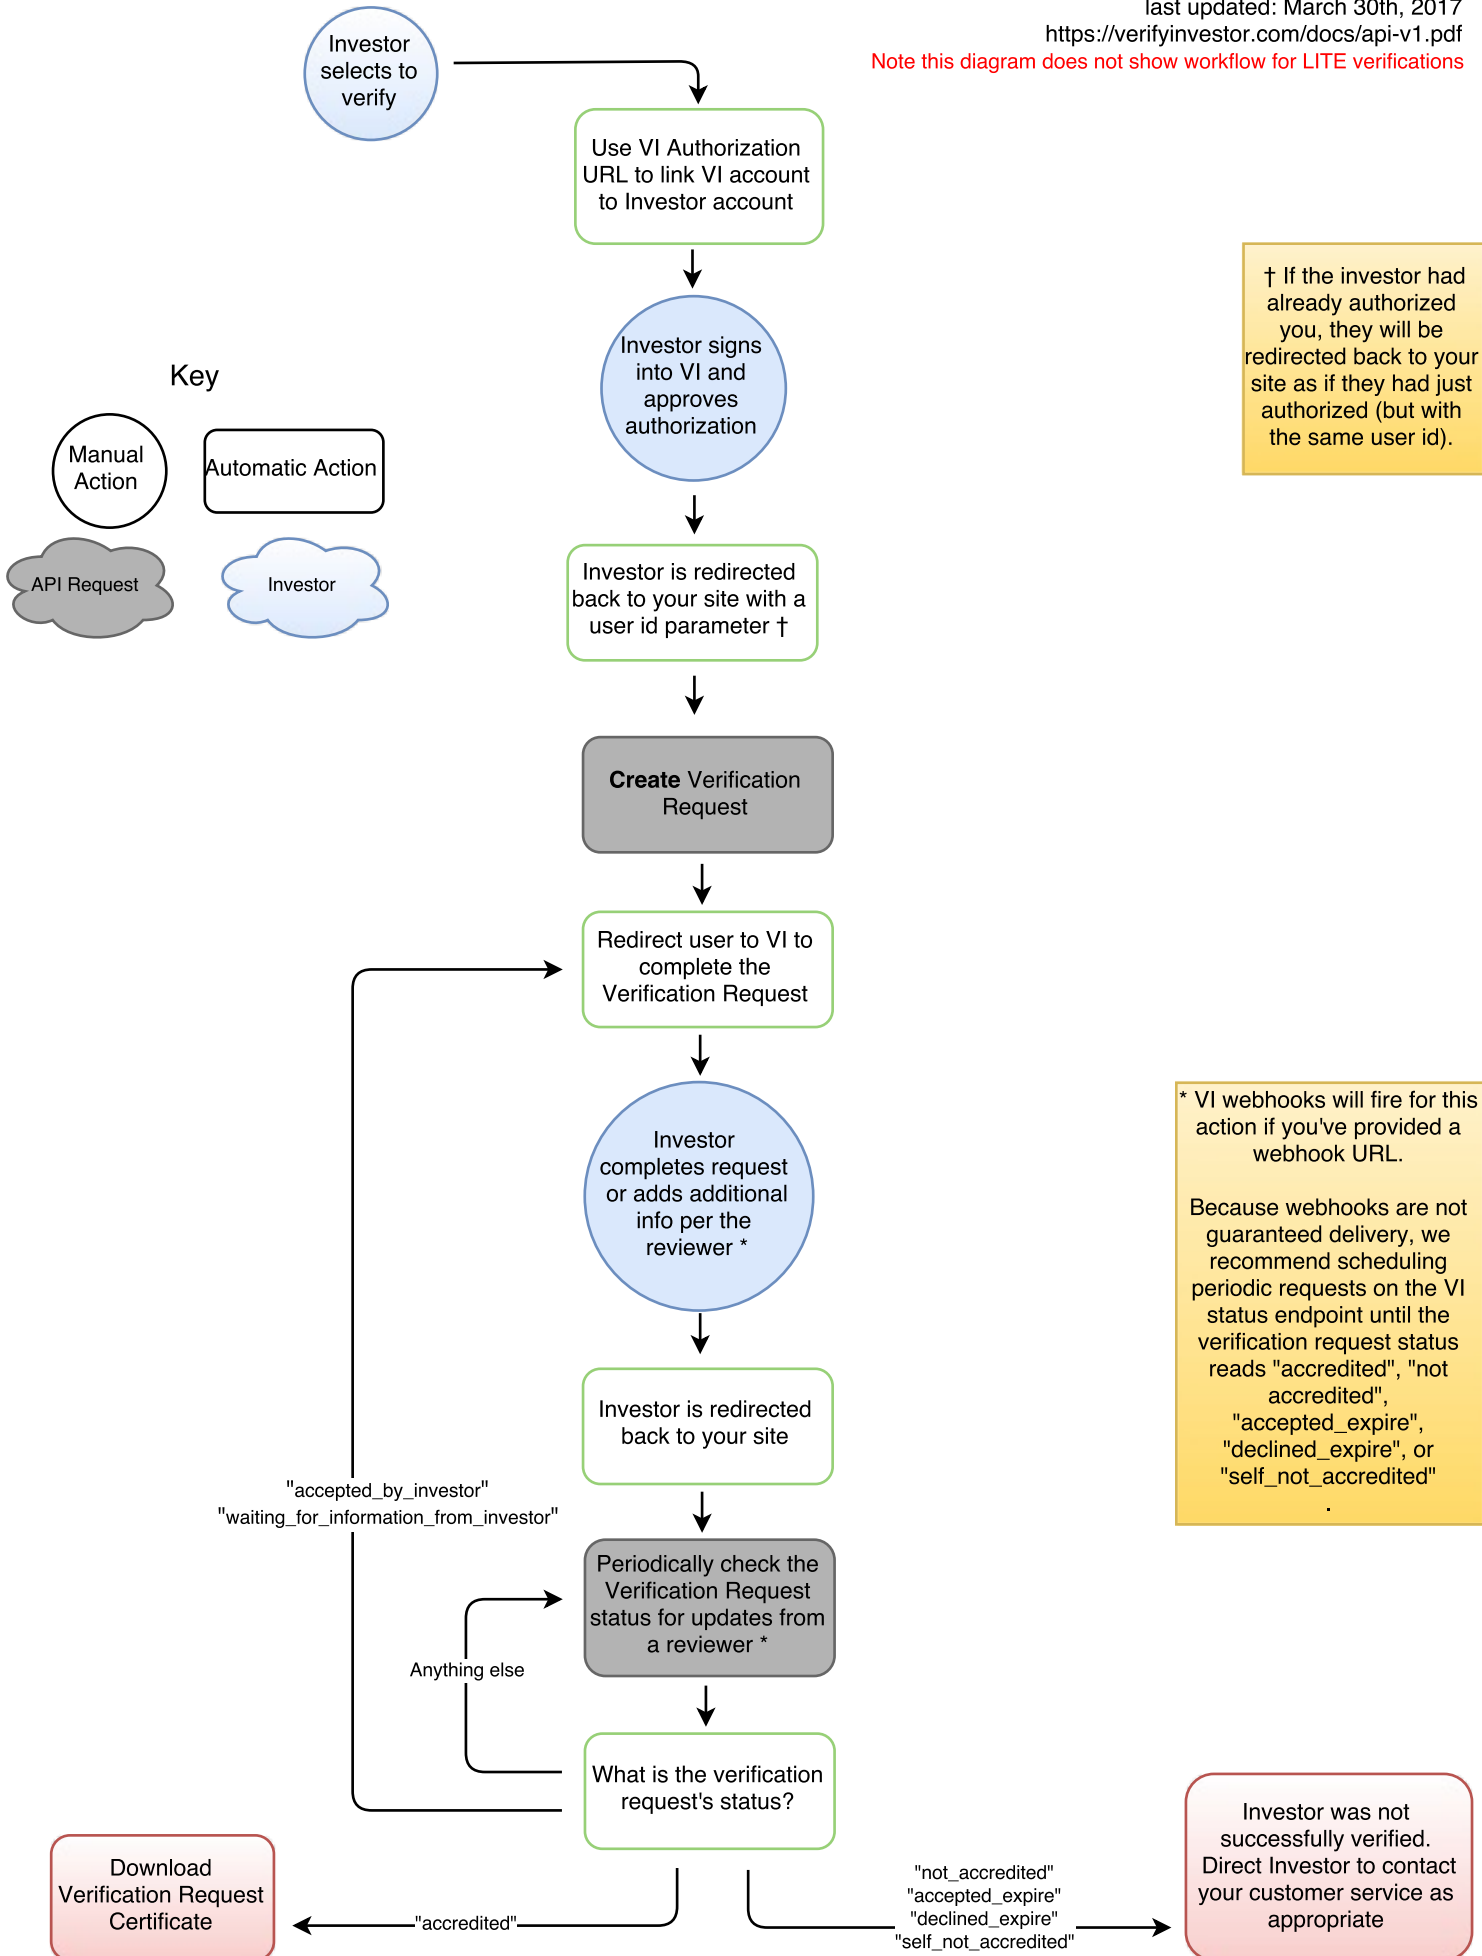 last updated: March 30th, 2017
https://verifyinvestor.com/docs/api-v1.pdf
Note this diagram does not show workflow for LITE verifications
Investor
selects to
verify
Use VI Authorization
URL to link VI account
to Investor account
† If the investor had
already authorized
you, they will be
redirected back to your
site as if they had just
authorized (but with
the same user id).
Investor signs
into VI and
approves
authorization
Key
Manual
Action
Automatic Action
API Request
Investor
Investor is redirected
back to your site with a
user id parameter †
Create Verification
Request
Redirect user to VI to
complete the
Verification Request
Investor
completes request
or adds additional
info per the
reviewer *
* VI webhooks will fire for this
action if you've provided a
webhook URL.
Because webhooks are not
guaranteed delivery, we
recommend scheduling
periodic requests on the VI
status endpoint until the
verification request status
reads "accredited", "not
accredited",
"accepted_expire",
"declined_expire", or
"self_not_accredited"
.
Investor is redirected
back to your site
"accepted_by_investor"
"waiting_for_information_from_investor"
Periodically check the
Verification Request
status for updates from
a reviewer *
Anything else
What is the verification
request's status?
Download
Verification Request
Certificate
"accredited"
"not_accredited"
"accepted_expire"
"declined_expire"
"self_not_accredited"
Investor was not
successfully verified.
Direct Investor to contact
your customer service as
appropriate